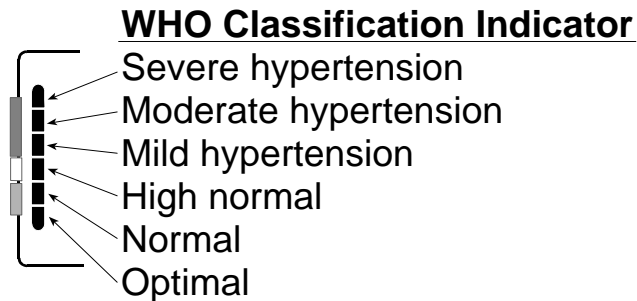 WHO Classification Indicator
Severe hypertension
Moderate hypertension
Mild hypertension
High normal
Normal
Optimal